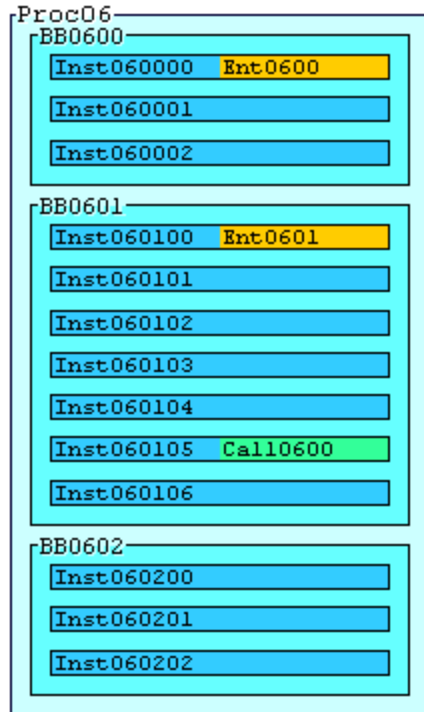 Proc06
BB0600
Inst060000 Ent0600
Inst060001
Inst060002
BB0601
Inst060100 Ent0601
Inst060101
Inst060102
Inst060103
Inst060104
Inst060105 Call0600
Inst060106
BB0602
Inst060200
Inst060201
Inst060202